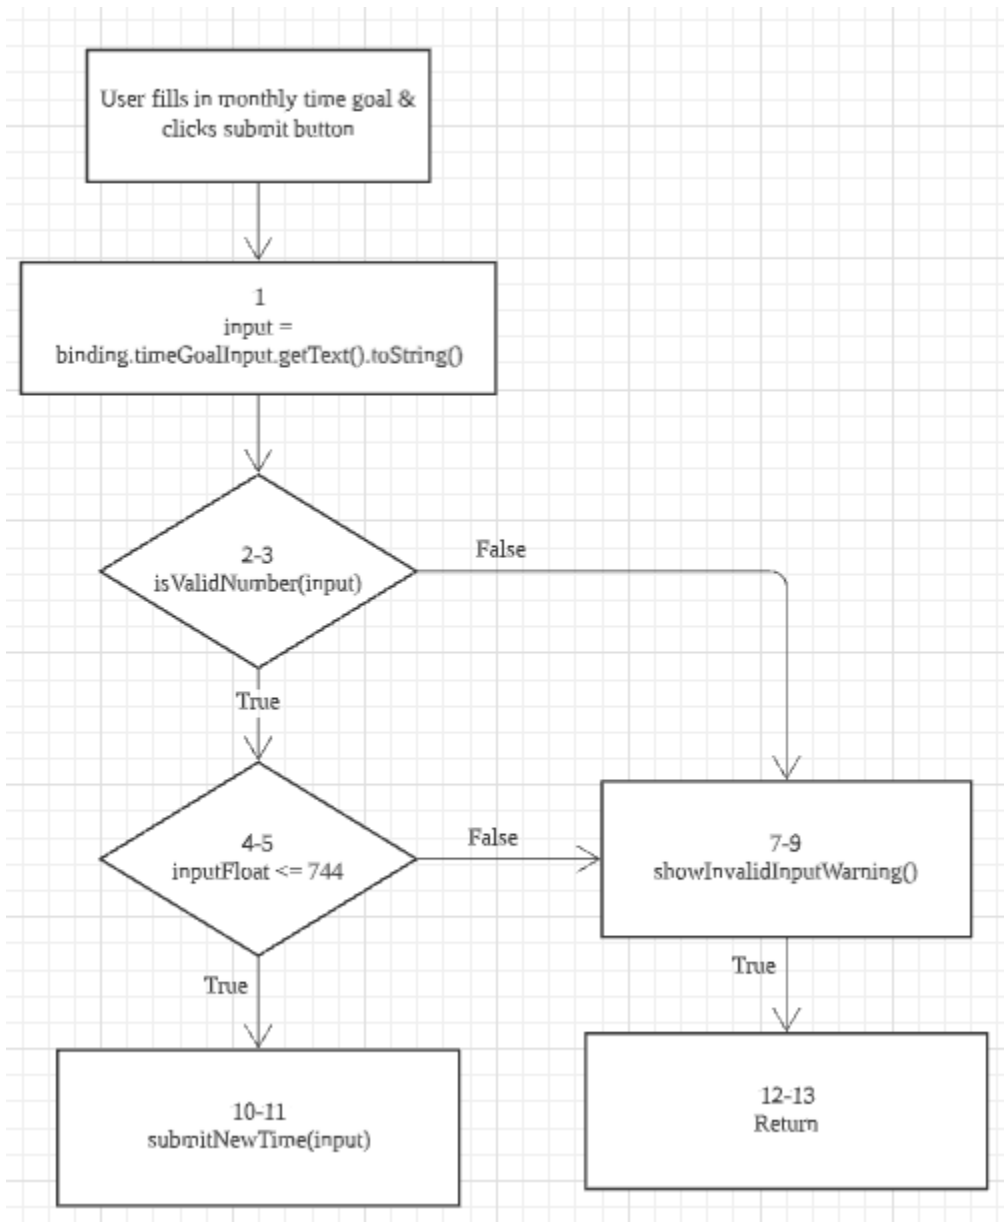 User fills in monthly time goal &
clicks submit button
1
input =
binding.timeGoalInput.getText().toString()
2-3
isValidNumber(input)
False
True
4-5
inputFloat <= 744
False
7-9
showInvalidInputWarning()
True
True
10-11
submitNewTime(input)
12-13
Return